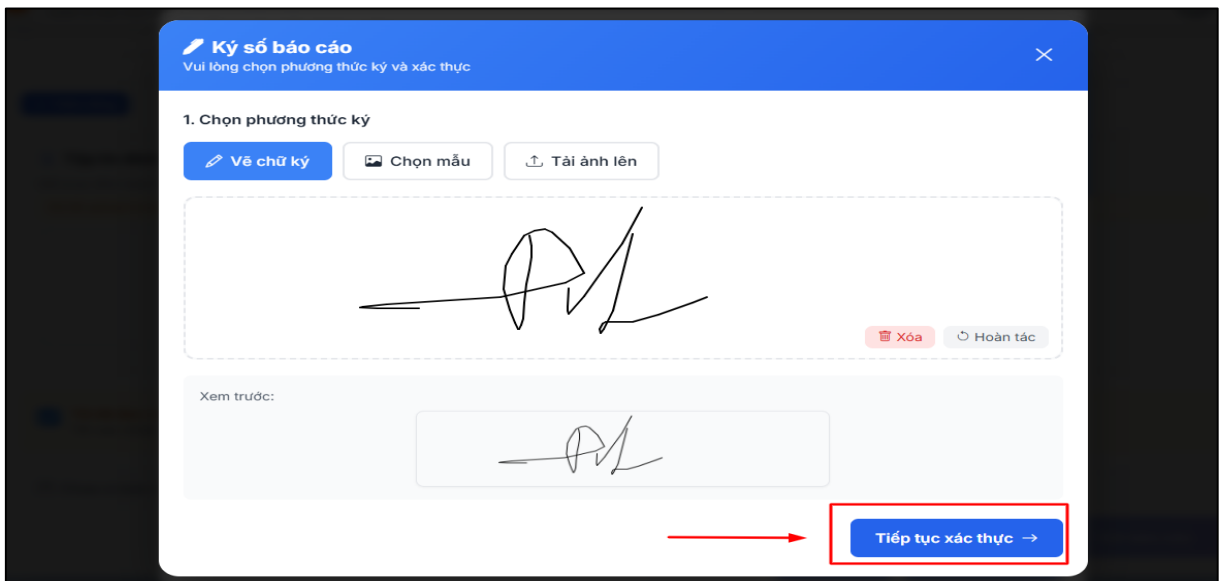 Ký số báo cáo
Vui lòng chọn phương thức ký và xác thực
1. Chọn phương thức ký
Vẽ chữ ký
Chọn mẫu
Tải ảnh lên
Xóa
Hoàn tác
Xem trước:
Tiếp tục xác thực →